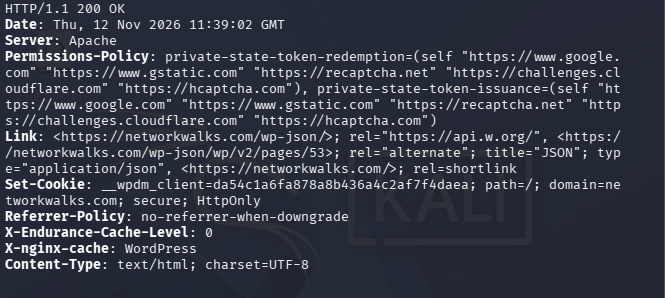 HTTP/1.1 200 OK
Date: Thu, 12 Nov 2026 11:39:02 GMT
Server: Apache
Permissions-Policy: private-state-token-redemption=(self "https://www.google.
com" "https://www.gstatic.com" "https://recaptcha.net" "https://challenges.cl
oudflare.com" "https://hcaptcha.com"), private-state-token-issuance=(self "ht
tps://www.google.com" "https://www.gstatic.com" "https://recaptcha.net" "http
s://challenges.cloudflare.com" "https://hcaptcha.com")
Link: <https://networkwalks.com/wp-json/>; rel="https://api.w.org/", <https:/
/networkwalks.com/wp-json/wp/v2/pages/53>; rel="alternate"; title="JSON"; typ
e="application/json", <https://networkwalks.com/>; rel=shortlink
Set-Cookie: __wpdm_client=da54c1a6fa878a8b436a4c2af7f4daea; path=/; domain=ne
tworkwalks.com; secure; HttpOnly
Referrer-Policy: no-referrer-when-downgrade
X-Endurance-Cache-Level: 0
X-nginx-cache: WordPress
Content-Type: text/html; charset=UTF-8
KALI